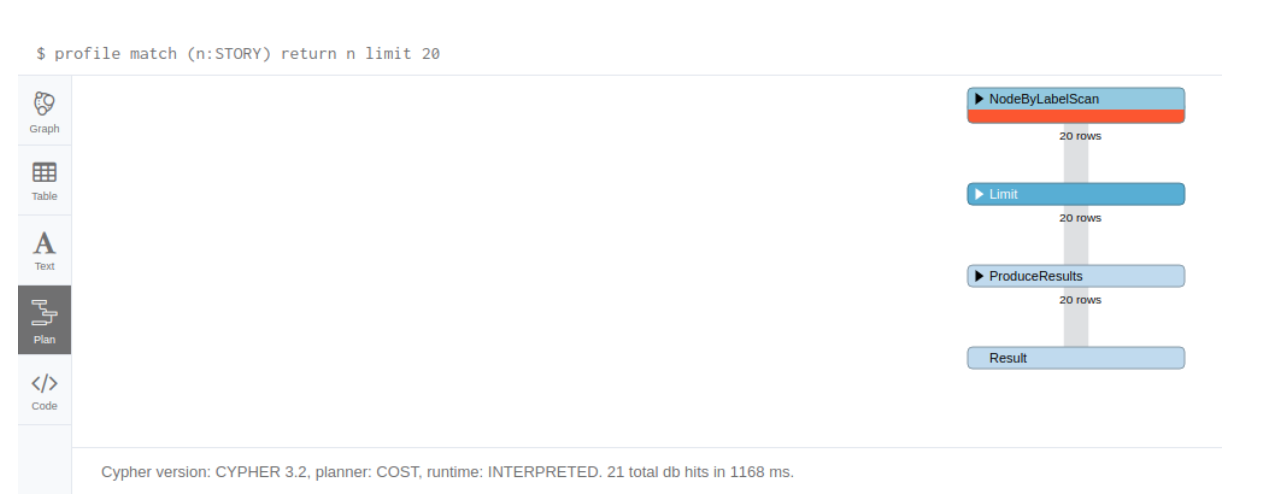 $ profile match (n:STORY) return n limit 20
Graph
Table
Text
Plan
Code
NodeByLabelScan
20 rows
Limit
20 rows
ProduceResults
20 rows
Result
Cypher version: CYPHER 3.2, planner: COST, runtime: INTERPRETED. 21 total db hits in 1168 ms.